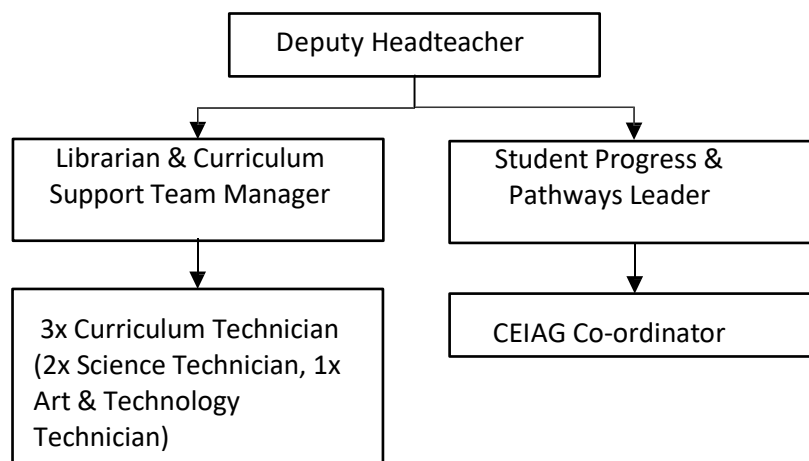 Deputy Headteacher
Librarian & Curriculum
Support Team Manager
Student Progress &
Pathways Leader
3x Curriculum Technician
(2x Science Technician, 1x
Art & Technology
Technician)
CEIAG Co-ordinator